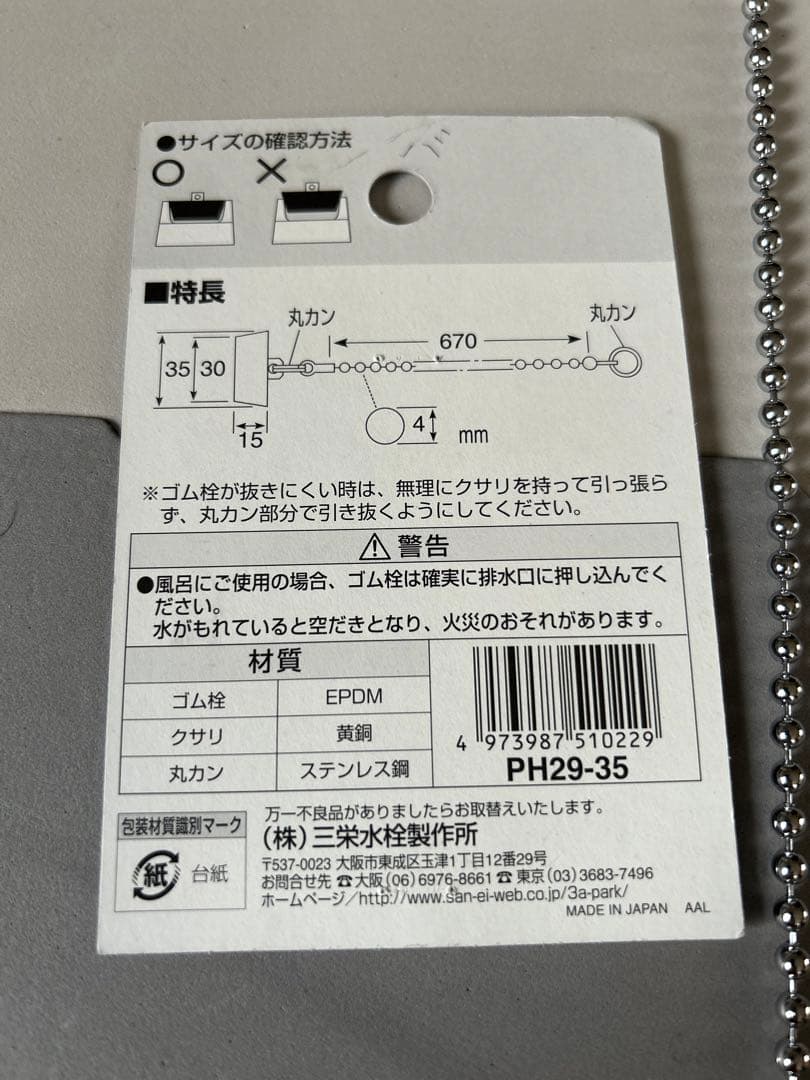 ●サイズの確認方法
○ ×
■特長
丸カン 670 丸カン
35 30
15
4 mm
※ゴム栓が抜きにくい時は、無理にクサリを持って引っ張ら
ず、丸カン部分で引き抜くようにしてください。
⚠警告
●風呂にご使用の場合、ゴム栓は確実に排水口に押し込んでく
ださい。
水がもれていると空だきとなり、火災のおそれがあります。
材質
ゴム栓 EPDM
クサリ 黄銅
丸カン ステンレス鋼
4 973987 510229
PH29-35
包装材質識別マーク
紙 台紙
万一不良品がありましたらお取替えいたします。
(株)三栄水栓製作所
〒537-0023 大阪市東成区玉津1丁目12番29号
お問合せ先 ☎大阪(06)6976-8661 ☎東京(03)3683-7496
ホームページ/http://www.san-ei-web.co.jp/3a-park/
MADE IN JAPAN AAL